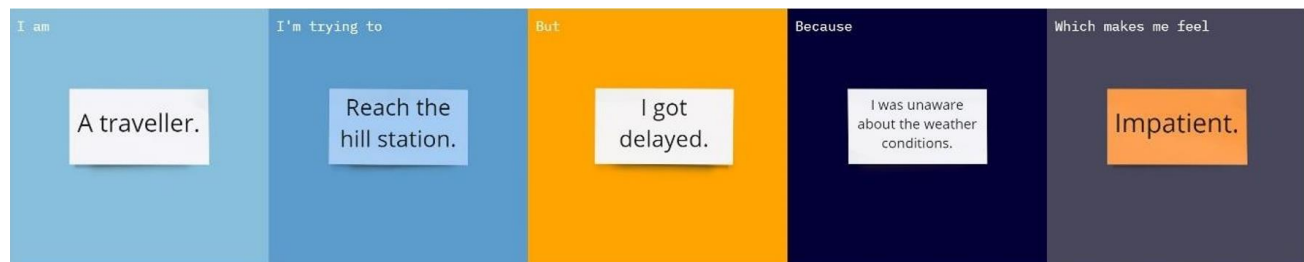 I am
A traveller.
I'm trying to
Reach the
hill station.
But
I got
delayed.
Because
I was unaware
about the weather
conditions.
Which makes me feel
Impatient.